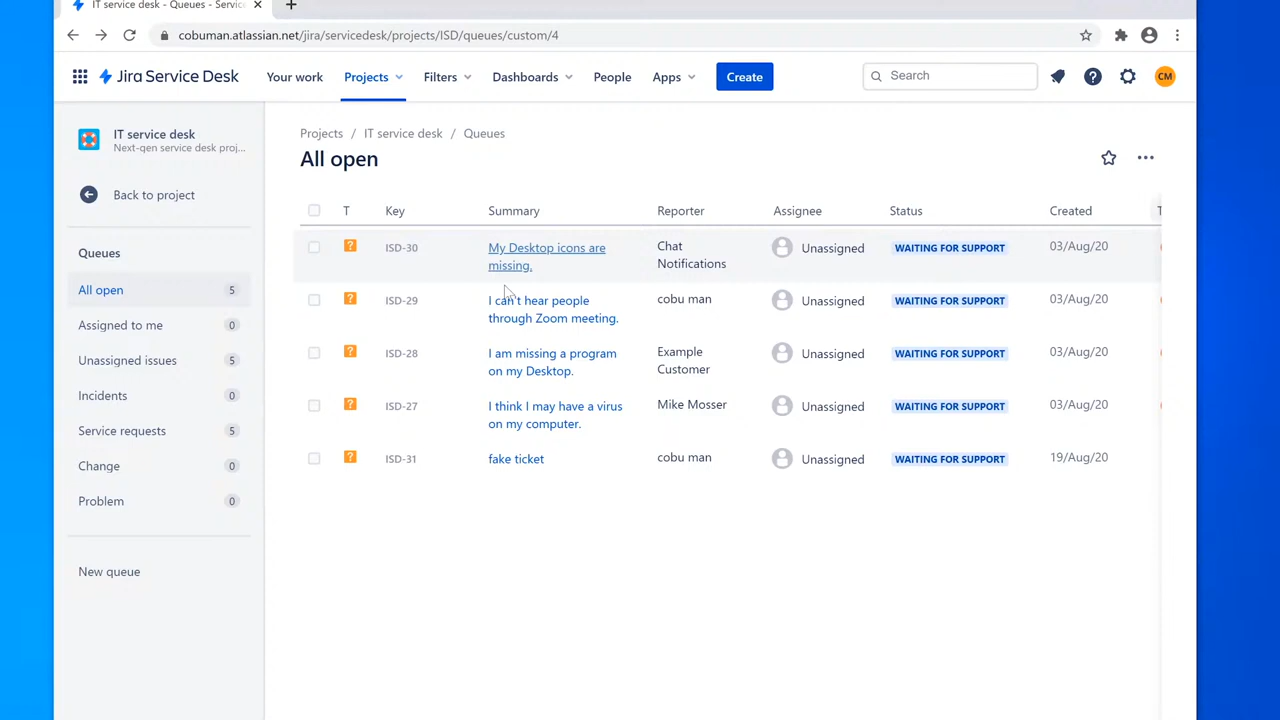 IT service desk - Queues - Servic
cobuman.atlassian.net/jira/servicedesk/projects/ISD/queues/custom/4
Jira Service Desk Your work Projects Filters Dashboards People Apps Create Search CM
IT service desk
Next-gen service desk proj...
Back to project
Queues
All open 5
Assigned to me 0
Unassigned issues 5
Incidents 0
Service requests 5
Change 0
Problem 0
New queue
Projects / IT service desk / Queues
All open
T Key Summary Reporter Assignee Status Created T
ISD-30 My Desktop icons are missing. Chat Notifications Unassigned WAITING FOR SUPPORT 03/Aug/20
ISD-29 I can't hear people through Zoom meeting. cobu man Unassigned WAITING FOR SUPPORT 03/Aug/20
ISD-28 I am missing a program on my Desktop. Example Customer Unassigned WAITING FOR SUPPORT 03/Aug/20
ISD-27 I think I may have a virus on my computer. Mike Mosser Unassigned WAITING FOR SUPPORT 03/Aug/20
ISD-31 fake ticket cobu man Unassigned WAITING FOR SUPPORT 19/Aug/20